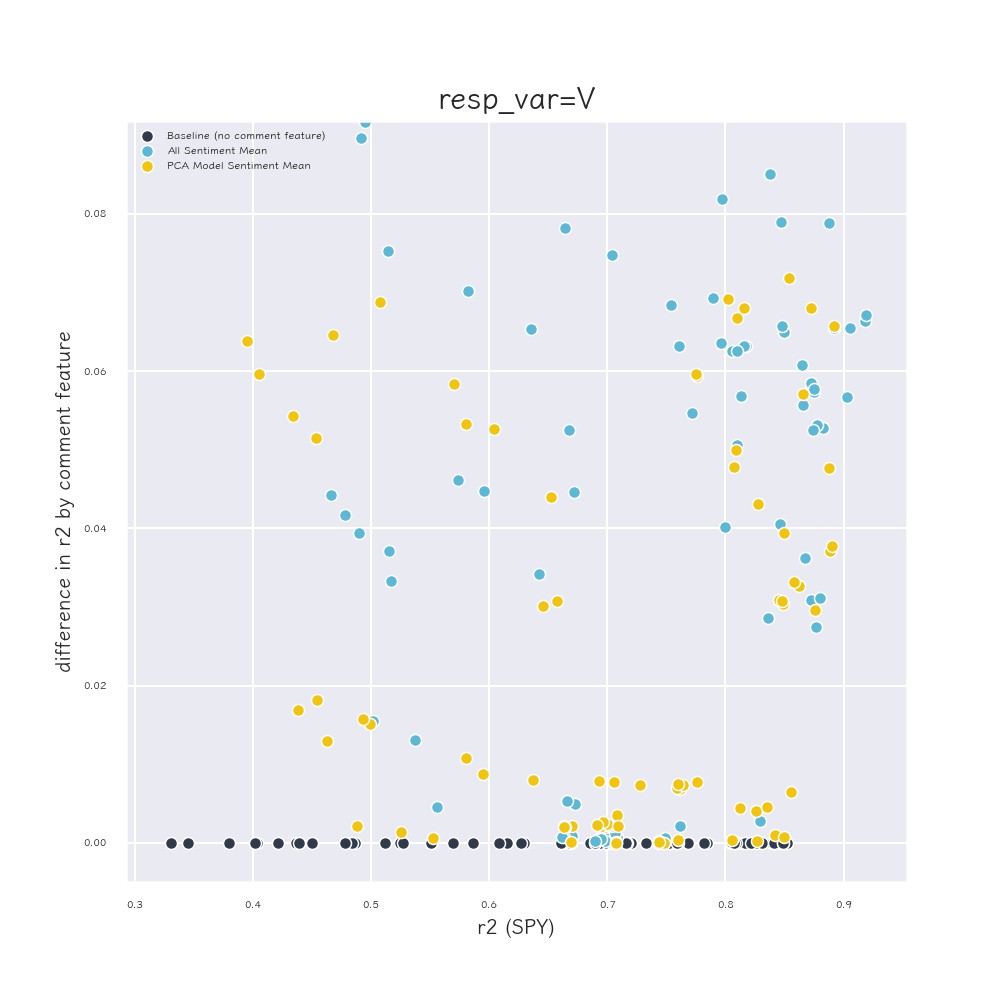 resp_var=V
Baseline (no comment feature)
All Sentiment Mean
PCA Model Sentiment Mean
difference in r2 by comment feature
0.08
0.06
0.04
0.02
0.00
0.3 0.4 0.5 0.6 0.7 0.8 0.9
r2 (SPY)